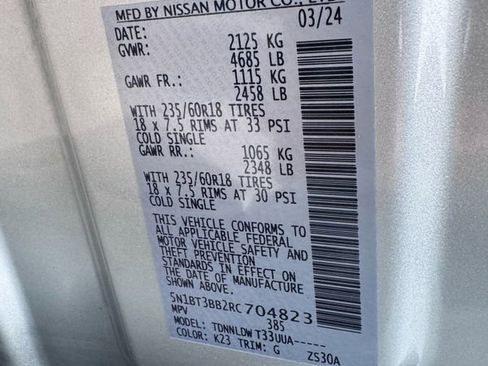 MFD BY NISSAN MOTOR CO., LTD.
DATE: 03/24
GVWR: 2125 KG
4685 LB
GAWR FR: 1115 KG
2458 LB
WITH 235/60R18 TIRES
18 x 7.5 RIMS AT 33 PSI
COLD SINGLE
GAWR RR.: 1065 KG
2348 LB
WITH 235/60R18 TIRES
18 x 7.5 RIMS AT 30 PSI
COLD SINGLE
THIS VEHICLE CONFORMS TO
ALL APPLICABLE FEDERAL
MOTOR VEHICLE SAFETY AND
THEFT PREVENTION
STANDARDS IN EFFECT ON
THE DATE OF MANUFACTURE
SHOWN ABOVE.
5N1BT3BB2RC704823
MPV 385
MODEL: TDNNLDWT33UUA-----
COLOR: K23 TRIM: G ZS30A